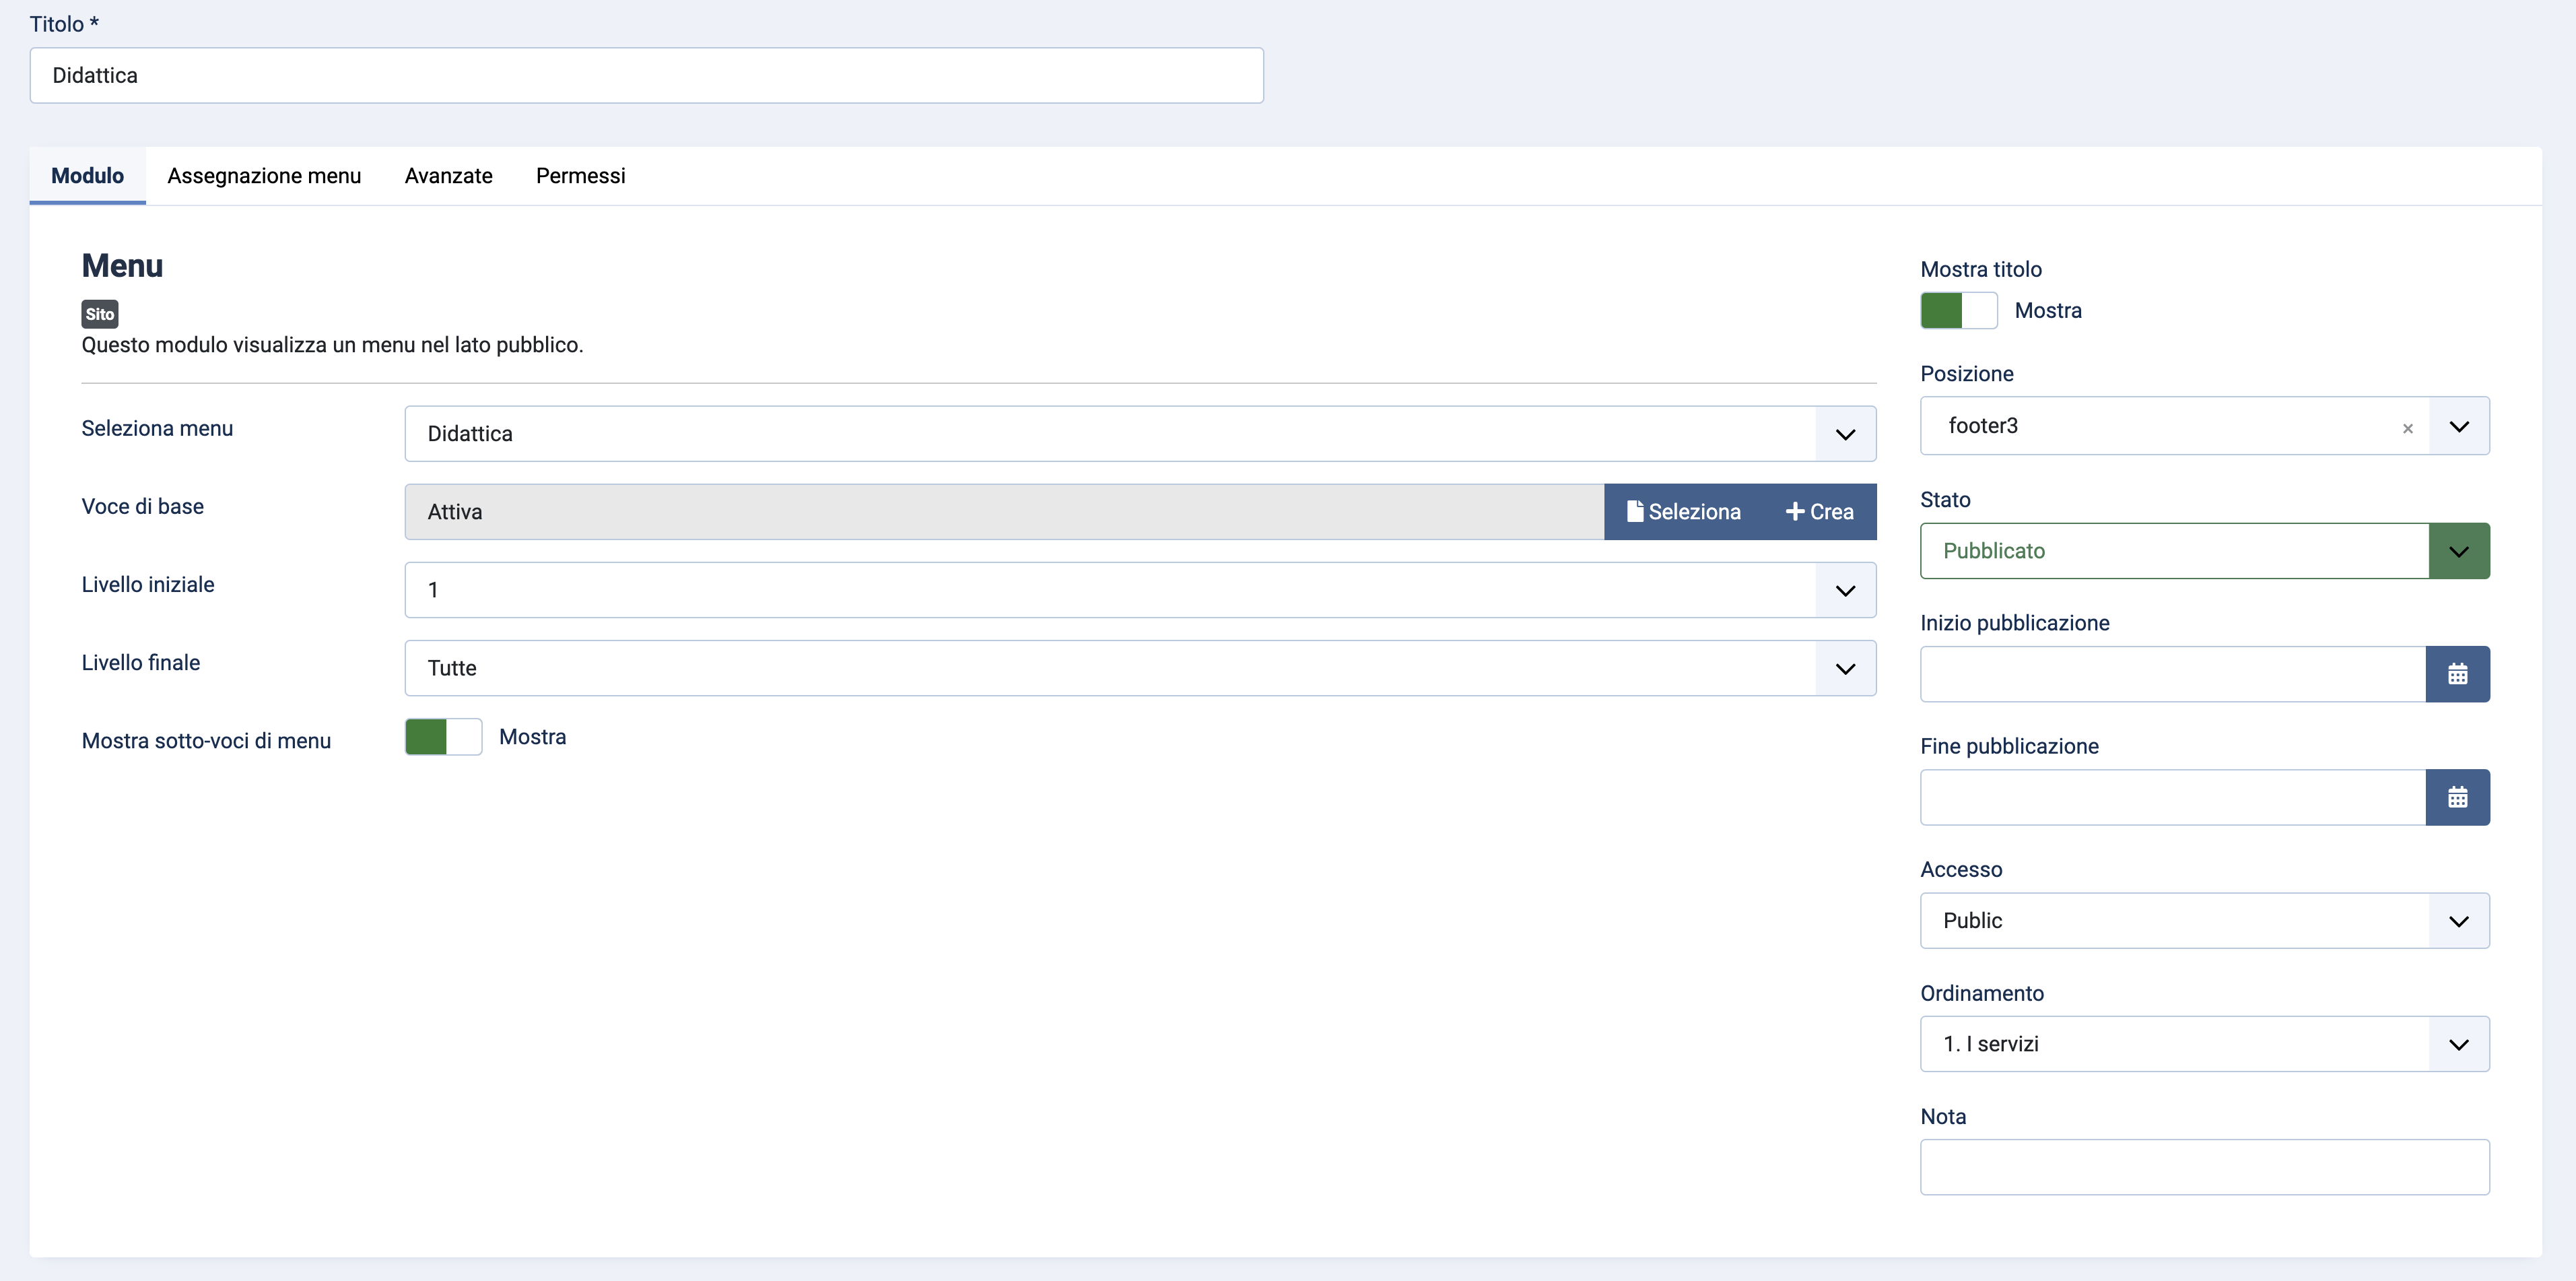 Titolo *
Didattica
Modulo
Assegnazione menu
Avanzate
Permessi
Menu
Sito
Questo modulo visualizza un menu nel lato pubblico.
Seleziona menu
Didattica
Voce di base
Attiva
Seleziona
Crea
Livello iniziale
1
Livello finale
Tutte
Mostra sotto-voci di menu
Mostra
Mostra titolo
Mostra
Posizione
footer3
Stato
Pubblicato
Inizio pubblicazione
Fine pubblicazione
Accesso
Public
Ordinamento
1. I servizi
Nota